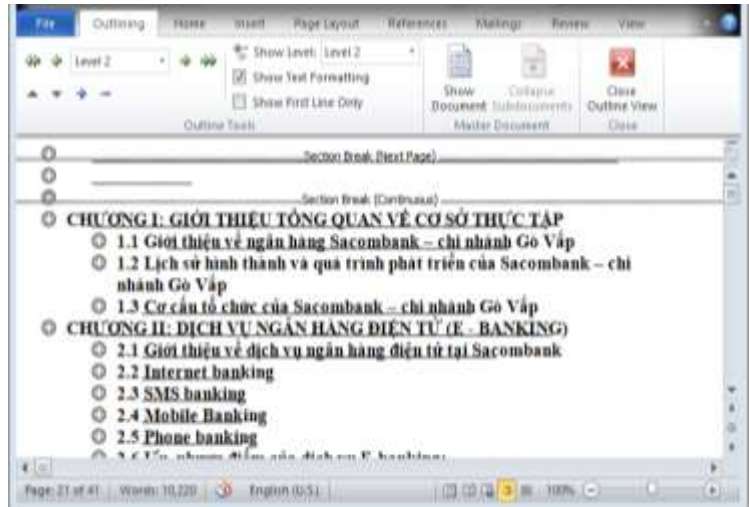 File Outlining Home Insert Page Layout References Mailings Review View
Level 2 Show Level: Level 2
Show Text Formatting
Show First Line Only
Show Document Collapse Subdocuments Close Outline View
Outline Tools Master Document Close
Section Break (Next Page)
Section Break (Continuous)
CHƯƠNG I: GIỚI THIỆU TỔNG QUAN VỀ CƠ SỞ THỰC TẬP
1.1 Giới thiệu về ngân hàng Sacombank – chi nhánh Gò Vấp
1.2 Lịch sử hình thành và quá trình phát triển của Sacombank – chi
nhánh Gò Vấp
1.3 Cơ cấu tổ chức của Sacombank – chi nhánh Gò Vấp
CHƯƠNG II: DỊCH VỤ NGÂN HÀNG ĐIỆN TỬ (E - BANKING)
2.1 Giới thiệu về dịch vụ ngân hàng điện tử tại Sacombank
2.2 Internet banking
2.3 SMS banking
2.4 Mobile Banking
2.5 Phone banking
Page: 21 of 41 Words: 10,220 English (U.S.) 100%